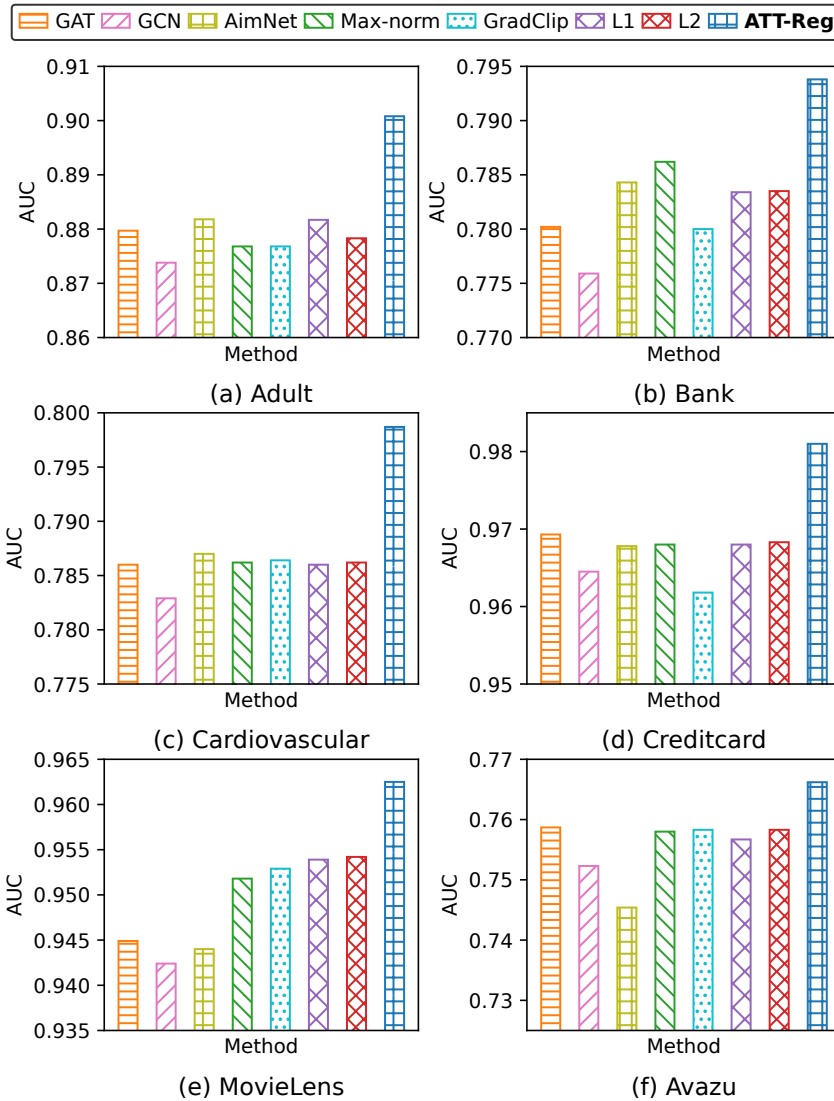 GAT GCN AimNet Max-norm GradClip L1 L2 ATT-Reg
0.91
0.90
0.89
0.88
0.87
0.86
AUC
Method
(a) Adult
0.795
0.790
0.785
0.780
0.775
0.770
AUC
Method
(b) Bank
0.800
0.795
0.790
0.785
0.780
0.775
AUC
Method
(c) Cardiovascular
0.98
0.97
0.96
0.95
AUC
Method
(d) Creditcard
0.965
0.960
0.955
0.950
0.945
0.940
0.935
AUC
Method
(e) MovieLens
0.77
0.76
0.75
0.74
0.73
AUC
Method
(f) Avazu